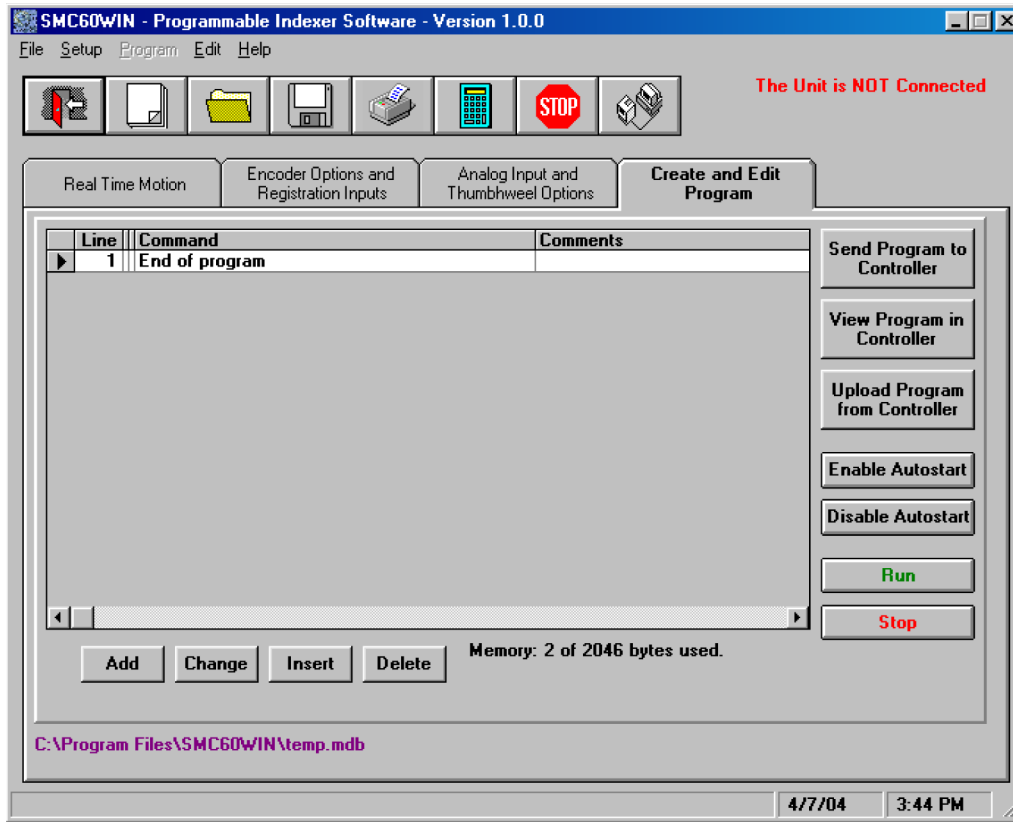 SMC60WIN - Programmable Indexer Software - Version 1.0.0
File Setup Program Edit Help
STOP
The Unit is NOT Connected
Real Time Motion
Encoder Options and
Registration Inputs
Analog Input and
Thumbhweel Options
Create and Edit
Program
Line Command Comments
1 End of program
Send Program to
Controller
View Program in
Controller
Upload Program
from Controller
Enable Autostart
Disable Autostart
Run
Stop
Add Change Insert Delete
Memory: 2 of 2046 bytes used.
C:\Program Files\SMC60WIN\temp.mdb
4/7/04 3:44 PM